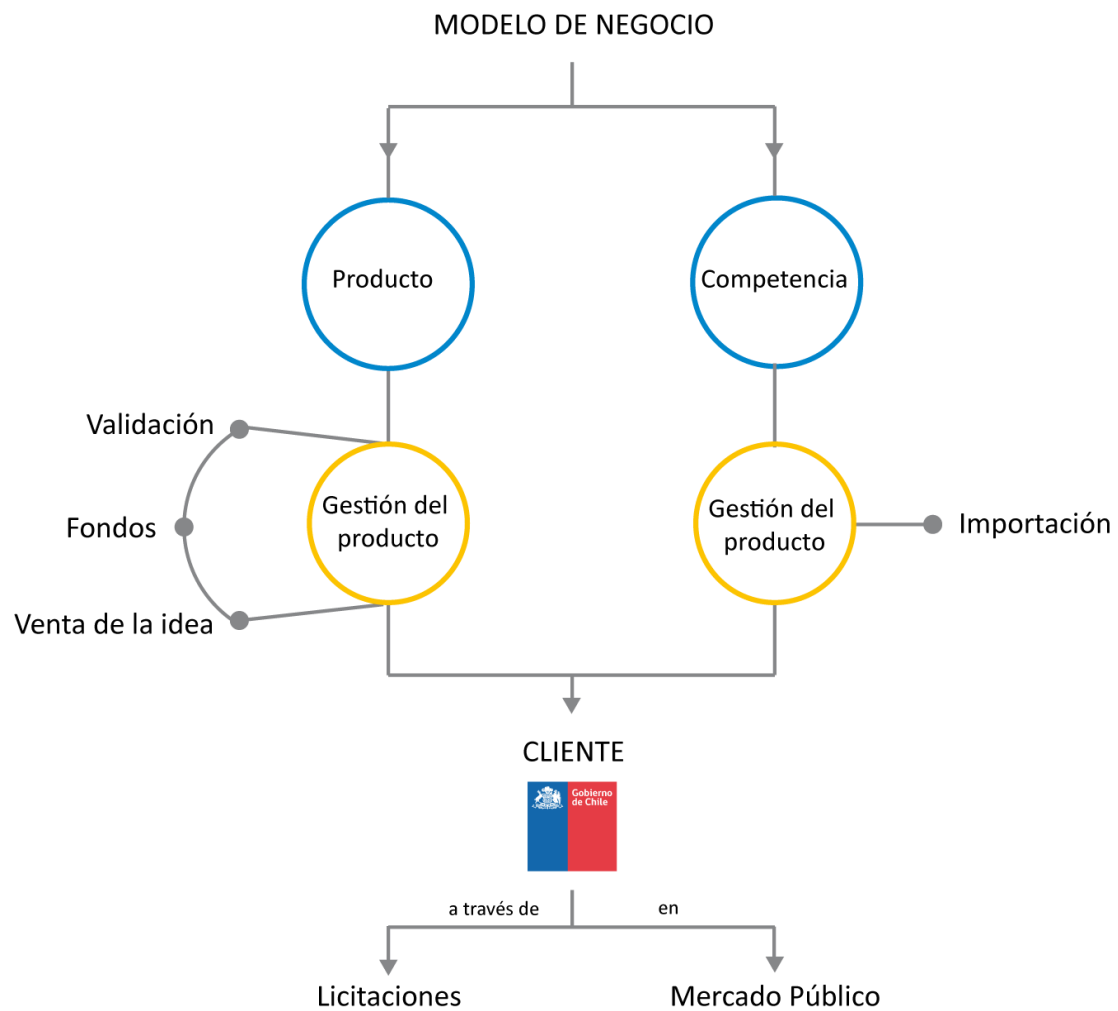 MODELO DE NEGOCIO
Producto
Competencia
Validación
Fondos
Venta de la idea
Gestión del
producto
Gestión del
producto
Importación
CLIENTE
Gobierno
de Chile
a través de
en
Licitaciones
Mercado Público